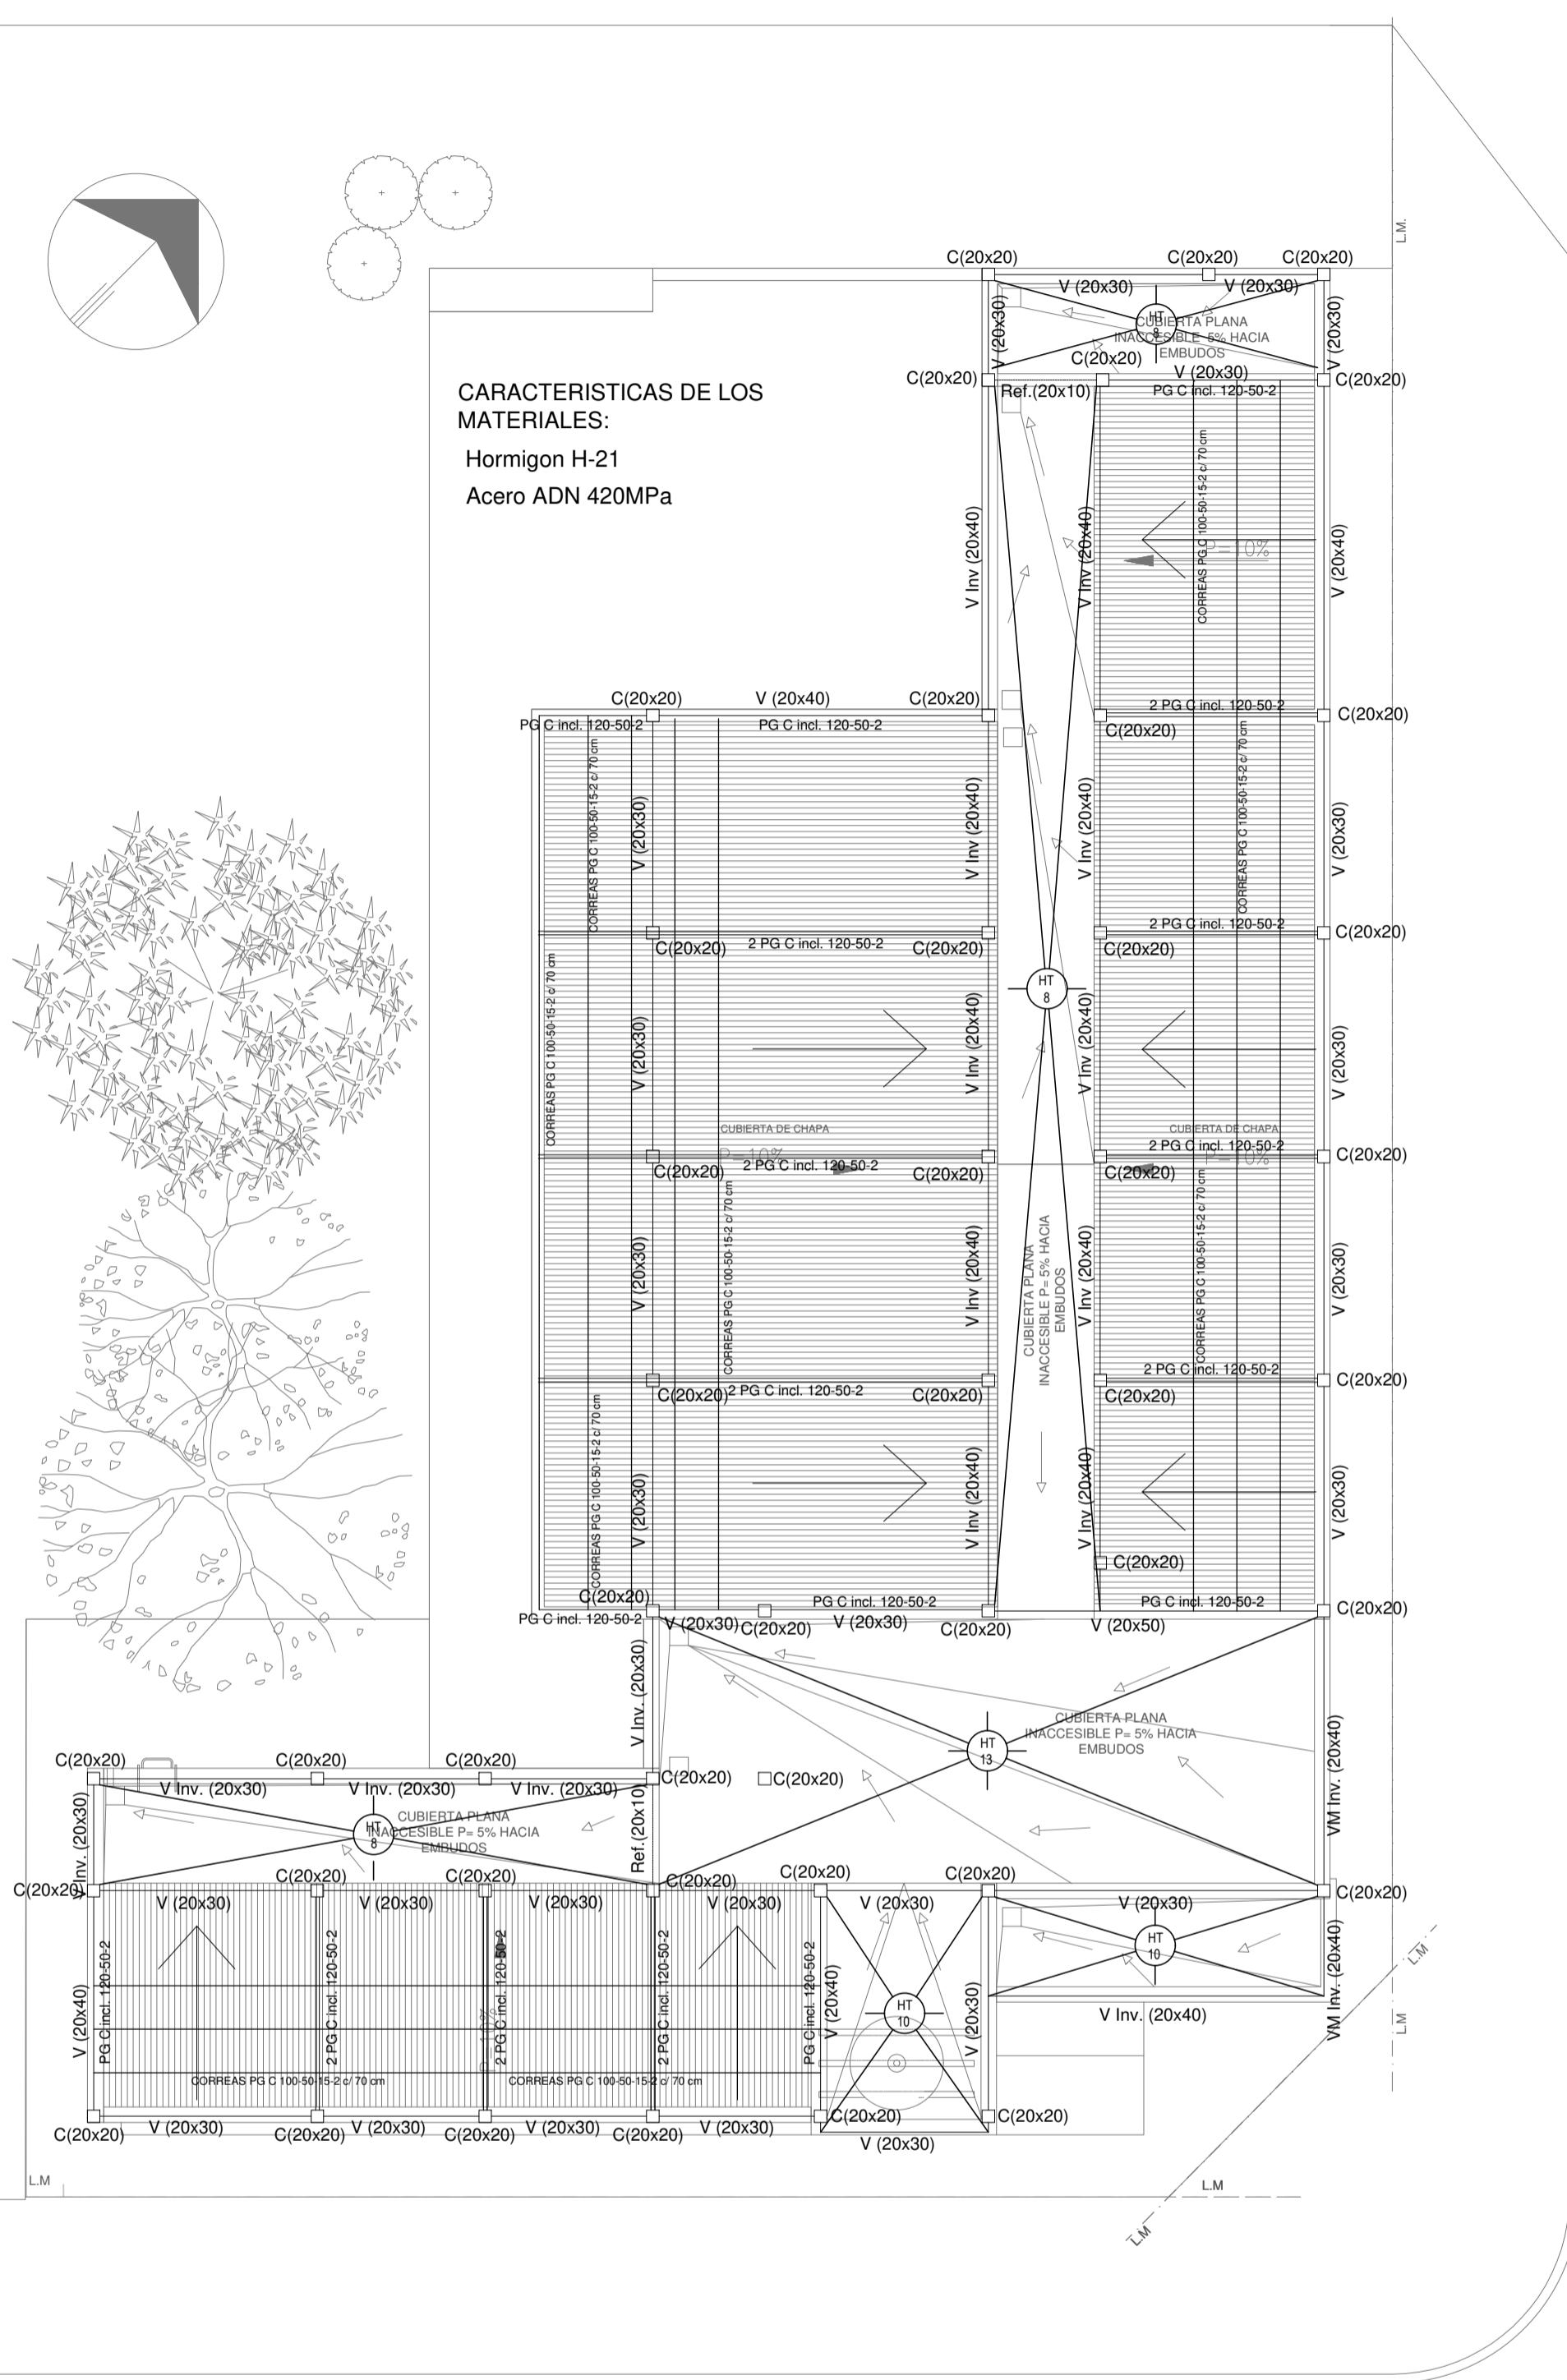 L.M.
C(20x20)
C(20x20)
C(20x20)
V (20x30)
V (20x30)
V (20x30)
V (20x30)
HT
8
CUBIERTA PLANA
INACCESIBLE 5% HACIA
EMBUDOS
C(20x20)
C(20x20)
V (20x30)
C(20x20)
Ref.(20x10)
PG C incl. 120-50-2
CARACTERISTICAS DE LOS
MATERIALES:
Hormigon H-21
Acero ADN 420MPa
V Inv (20x40)
V Inv (20x40)
CORREAS PG C 100-50-15-2 c/ 70 cm
P=10%
V (20x40)
C(20x20)
V (20x40)
C(20x20)
2 PG C incl. 120-50-2
C(20x20)
PG C incl. 120-50-2
PG C incl. 120-50-2
C(20x20)
CORREAS PG C 100-50-15-2 c/ 70 cm
V (20x30)
V Inv (20x40)
V Inv (20x40)
CORREAS PG C 100-50-15-2 c/ 70 cm
V (20x30)
C(20x20)
2 PG C incl. 120-50-2
C(20x20)
2 PG C incl. 120-50-2
C(20x20)
C(20x20)
CORREAS PG C 100-50-15-2 c/ 70 cm
V (20x30)
V Inv (20x40)
HT
8
V Inv (20x40)
V (20x30)
CUBIERTA DE CHAPA
P=10%
2 PG C incl. 120-50-2
C(20x20)
C(20x20)
CUBIERTA DE CHAPA
2 PG C incl. 120-50-2
P=10%
C(20x20)
C(20x20)
V (20x30)
CORREAS PG C 100-50-15-2 c/ 70 cm
V Inv (20x40)
CUBIERTA PLANA
INACCESIBLE P= 5% HACIA
EMBUDOS
V Inv (20x40)
CORREAS PG C 100-50-15-2 c/ 70 cm
V (20x30)
2 PG C incl. 120-50-2
C(20x20)
C(20x20)
2 PG C incl. 120-50-2
C(20x20)
C(20x20)
CORREAS PG C 100-50-15-2 c/ 70 cm
V (20x30)
V Inv (20x40)
V Inv (20x40)
V (20x30)
C(20x20)
C(20x20)
PG C incl. 120-50-2
PG C incl. 120-50-2
C(20x20)
PG C incl. 120-50-2
V (20x30)
C(20x20)
V (20x30)
C(20x20)
V (20x50)
V Inv. (20x30)
CUBIERTA PLANA
INACCESIBLE P= 5% HACIA
EMBUDOS
HT
13
VM Inv. (20x40)
C(20x20)
C(20x20)
C(20x20)
C(20x20)
C(20x20)
V Inv. (20x30)
V Inv. (20x30)
V Inv. (20x30)
V Inv. (20x30)
CUBIERTA PLANA
INACCESIBLE P= 5% HACIA
EMBUDOS
HT
8
Ref.(20x10)
C(20x20)
C(20x20)
C(20x20)
C(20x20)
C(20x20)
C(20x20)
C(20x20)
V (20x30)
V (20x30)
V (20x30)
V (20x30)
V (20x30)
V (20x30)
V (20x40)
PG C incl. 120-50-2
2 PG C incl. 120-50-2
2 PG C incl. 120-50-2
2 PG C incl. 120-50-2
PG C incl. 120-50-2
V (20x40)
HT
10
V (20x30)
HT
10
V Inv. (20x40)
VM Inv. (20x40)
L.M
L.M
CORREAS PG C 100-50-15-2 c/ 70 cm
CORREAS PG C 100-50-15-2 c/ 70 cm
C(20x20)
V (20x30)
C(20x20)
V (20x30)
C(20x20)
V (20x30)
C(20x20)
V (20x30)
C(20x20)
V (20x30)
C(20x20)
L.M
L.M
L.M